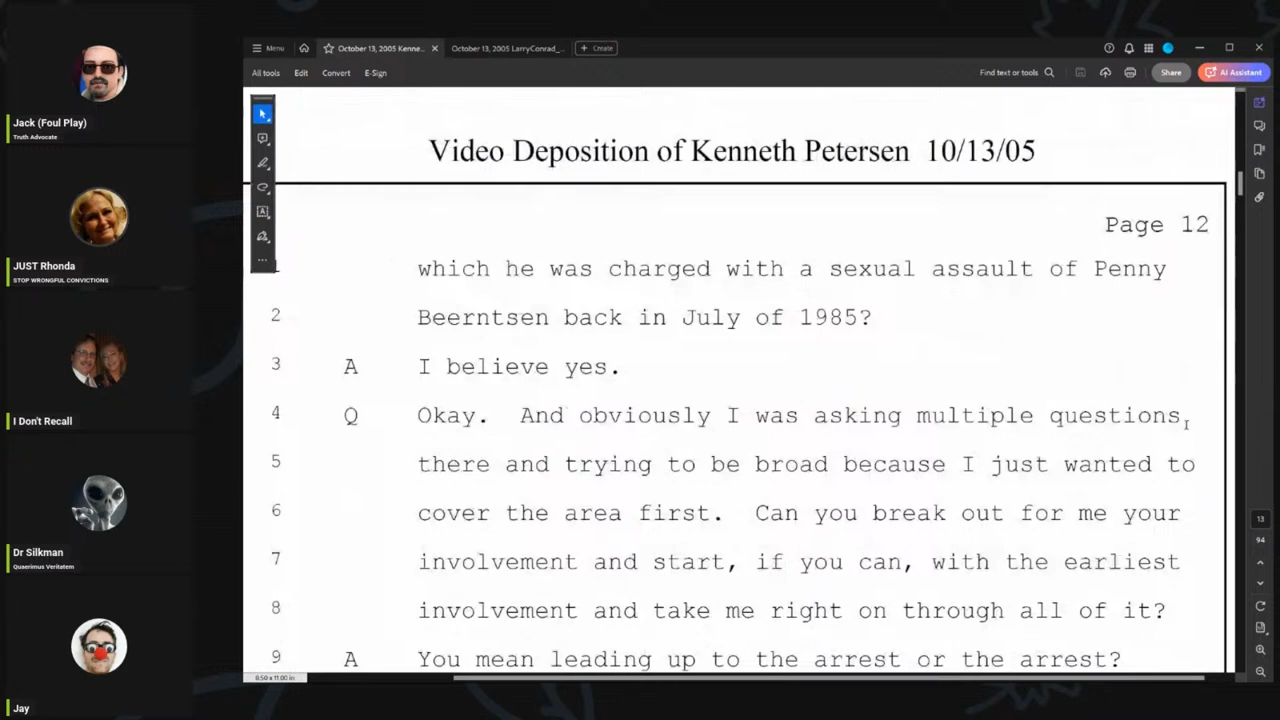 Jack (Foul Play)
Truth Advocate
JUST Rhonda
STOP WRONGFUL CONVICTIONS
I Don't Recall
Dr Silkman
Quaerimus Veritatem
Jay
Menu
October 13, 2005 Kenne...
October 13, 2005 LarryConrad_...
+ Create
All tools
Edit
Convert
E-Sign
Find text or tools
Share
AI Assistant
Video Deposition of Kenneth Petersen 10/13/05
Page 12
which he was charged with a sexual assault of Penny
2 Beerntsen back in July of 1985?
3 A I believe yes.
4 Q Okay. And obviously I was asking multiple questions,
5 there and trying to be broad because I just wanted to
6 cover the area first. Can you break out for me your
7 involvement and start, if you can, with the earliest
8 involvement and take me right on through all of it?
9 A You mean leading up to the arrest or the arrest?
8.50 x 11.00 in
13
94